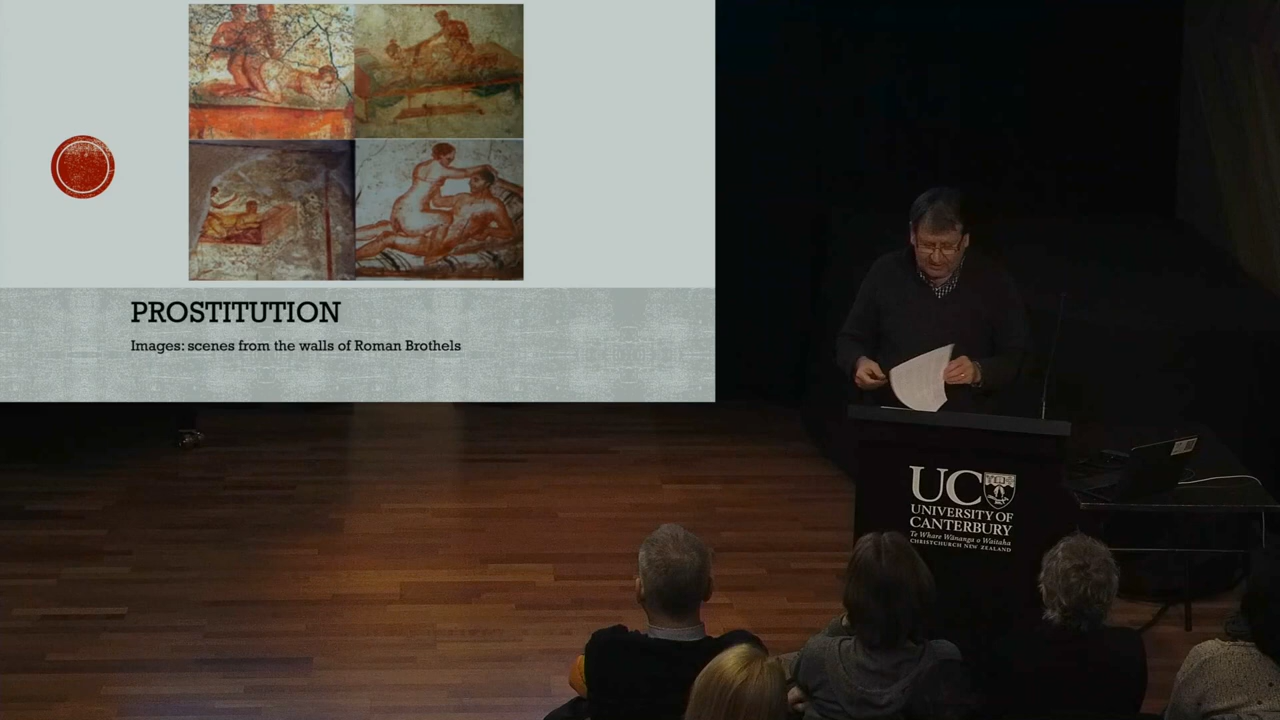 PROSTITUTION
Images: scenes from the walls of Roman Brothels
UC
UNIVERSITY OF
CANTERBURY
Te Whare Wānanga o Waitaha
CHRISTCHURCH NEW ZEALAND